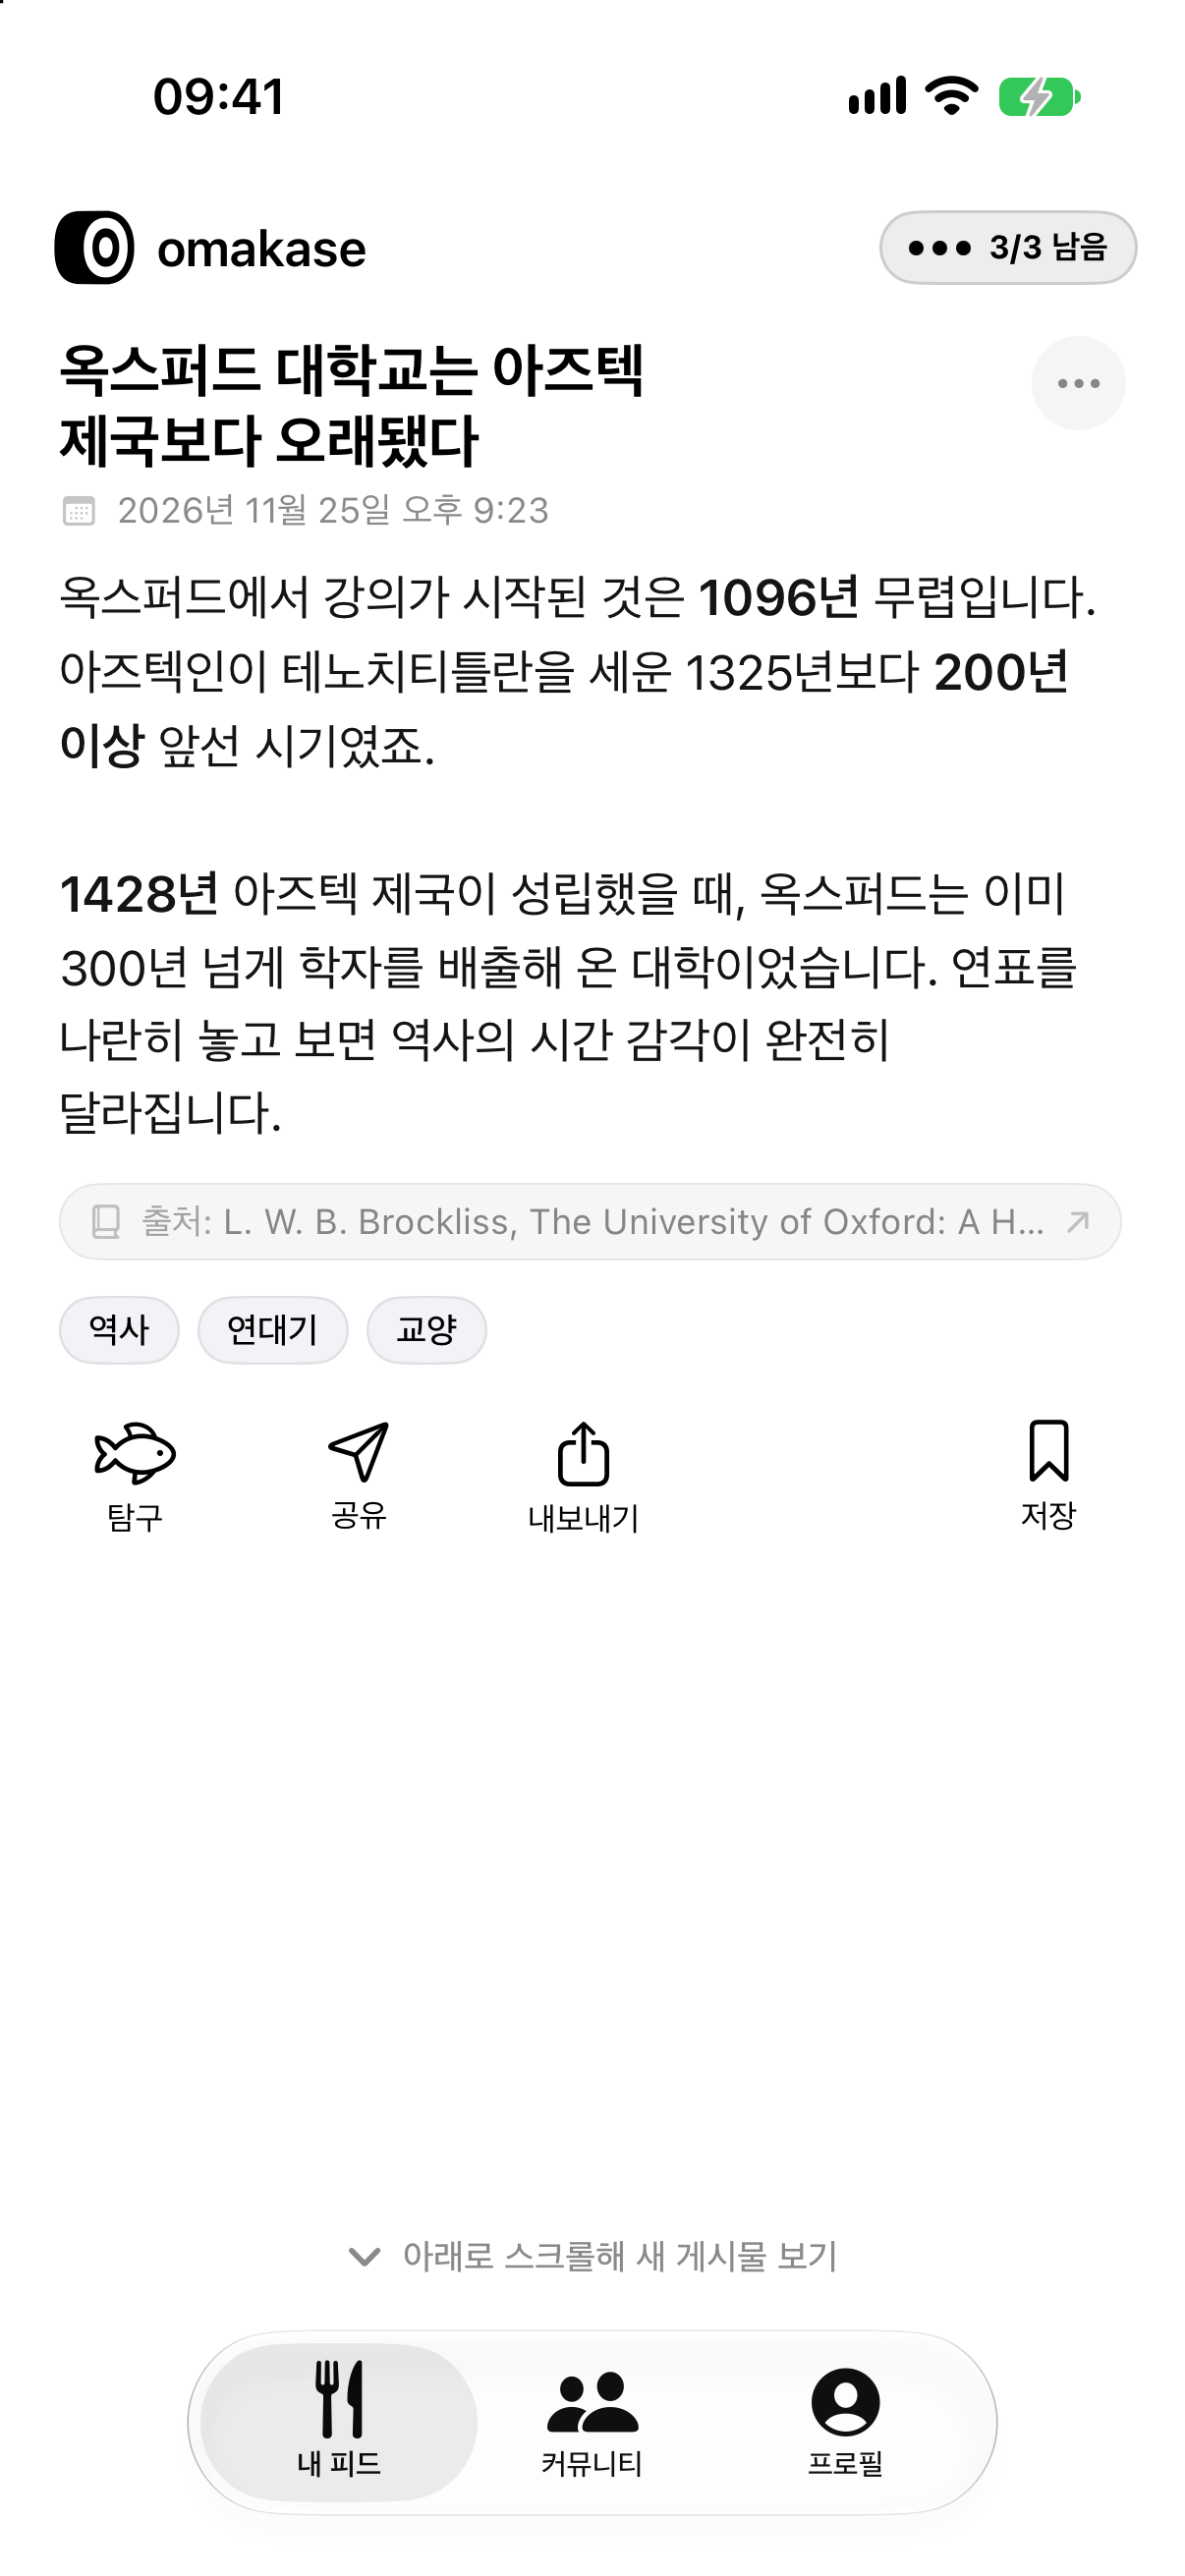 09:41
omakase
3/3 남음
옥스퍼드 대학교는 아즈텍
제국보다 오래됐다
2026년 11월 25일 오후 9:23
옥스퍼드에서 강의가 시작된 것은 1096년 무렵입니다.
아즈텍인이 테노치티틀란을 세운 1325년보다 200년
이상 앞선 시기였죠.
1428년 아즈텍 제국이 성립했을 때, 옥스퍼드는 이미
300년 넘게 학자를 배출해 온 대학이었습니다. 연표를
나란히 놓고 보면 역사의 시간 감각이 완전히
달라집니다.
출처: L. W. B. Brockliss, The University of Oxford: A H...
역사 연대기 교양
탐구 공유 내보내기 저장
아래로 스크롤해 새 게시물 보기
내 피드 커뮤니티 프로필